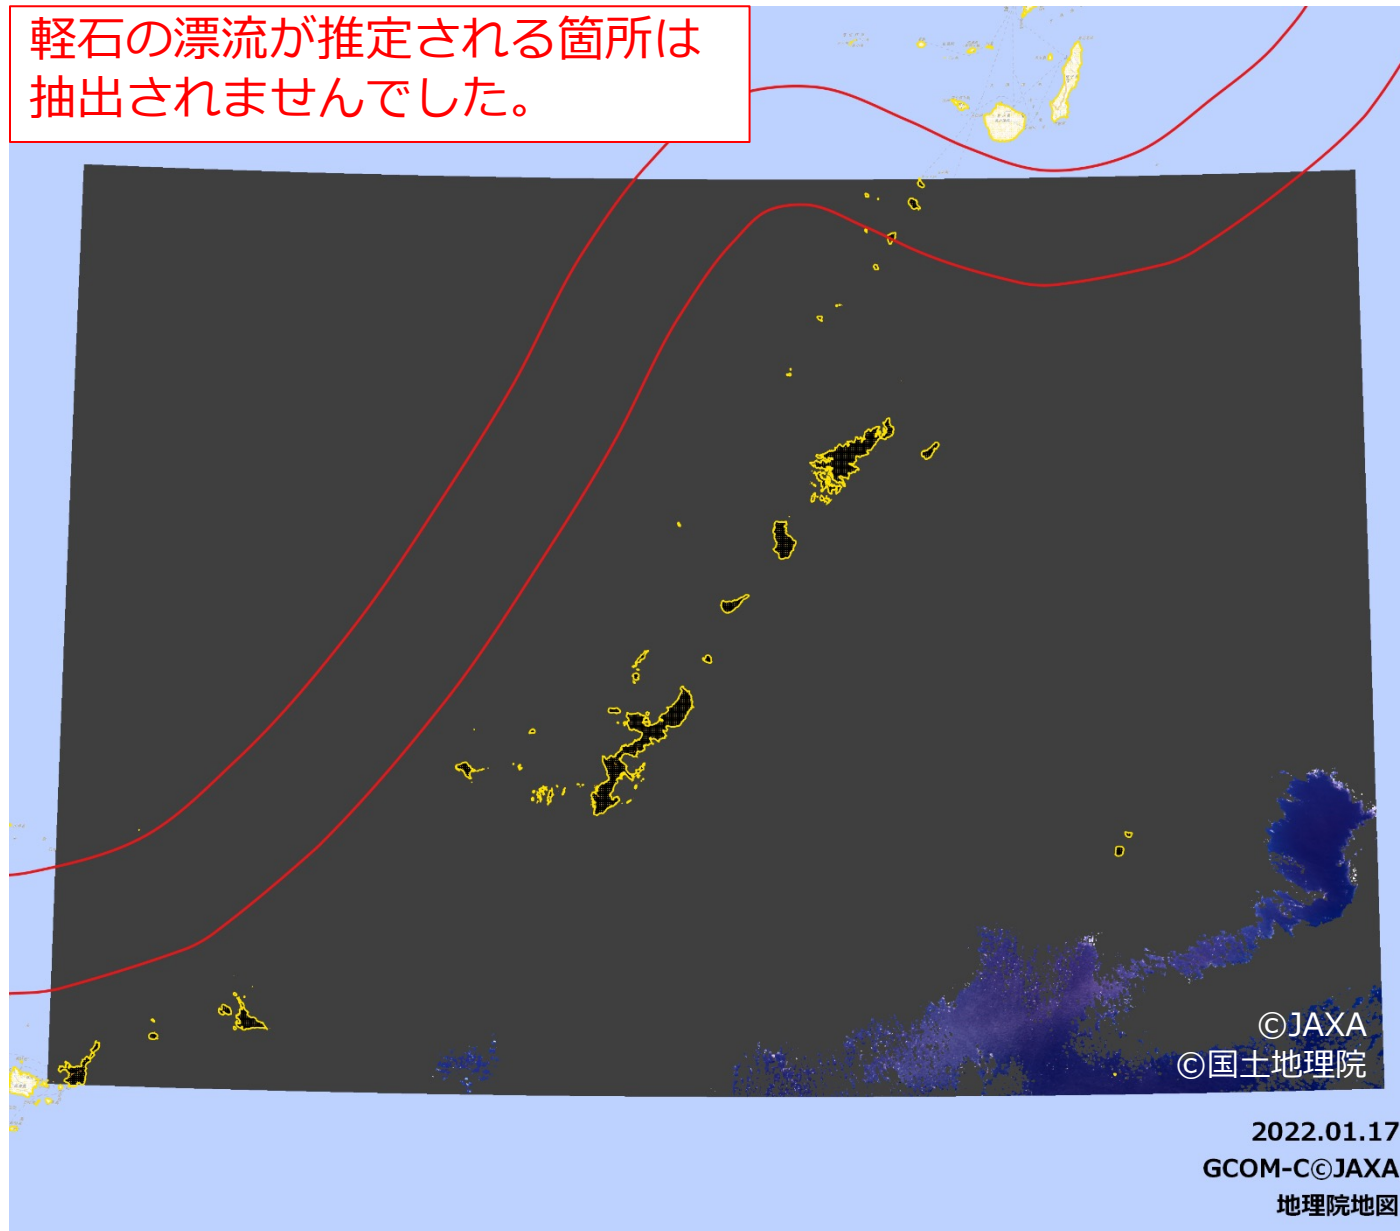 軽石の漂流が推定される箇所は
抽出されませんでした。
©JAXA
©国土地理院
2022.01.17
GCOM-C©JAXA
地理院地図